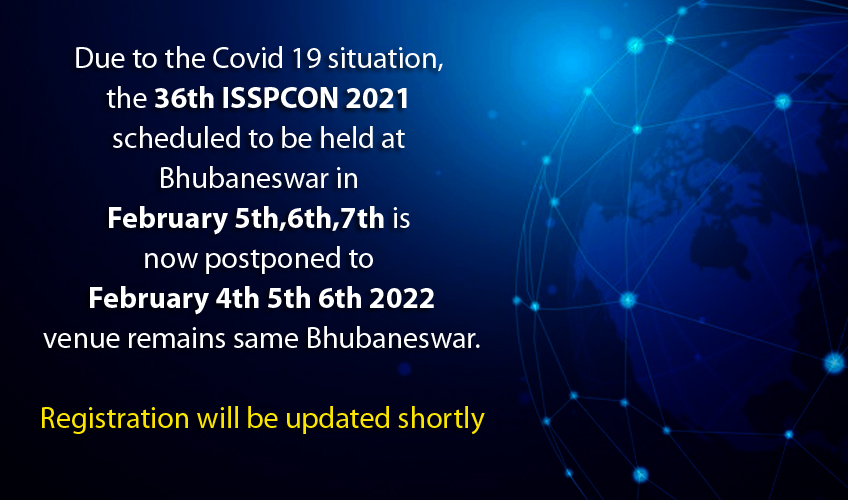 Due to the Covid 19 situation,
the 36th ISSPCON 2021
scheduled to be held at
Bhubaneswar in
February 5th,6th,7th is
now postponed to
February 4th 5th 6th 2022
venue remains same Bhubaneswar.
Registration will be updated shortly